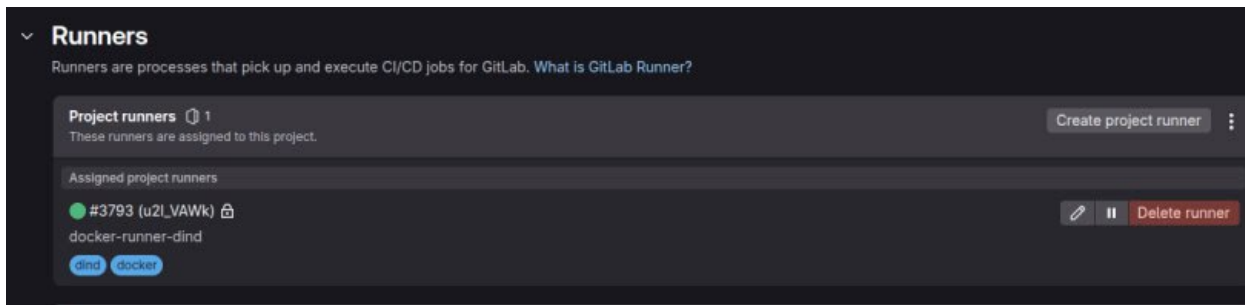 Runners
Runners are processes that pick up and execute CI/CD jobs for GitLab. What is GitLab Runner?
Project runners 1
Create project runner
These runners are assigned to this project.
Assigned project runners
#3793 (u2l_VAWk)
Delete runner
docker-runner-dind
dind docker